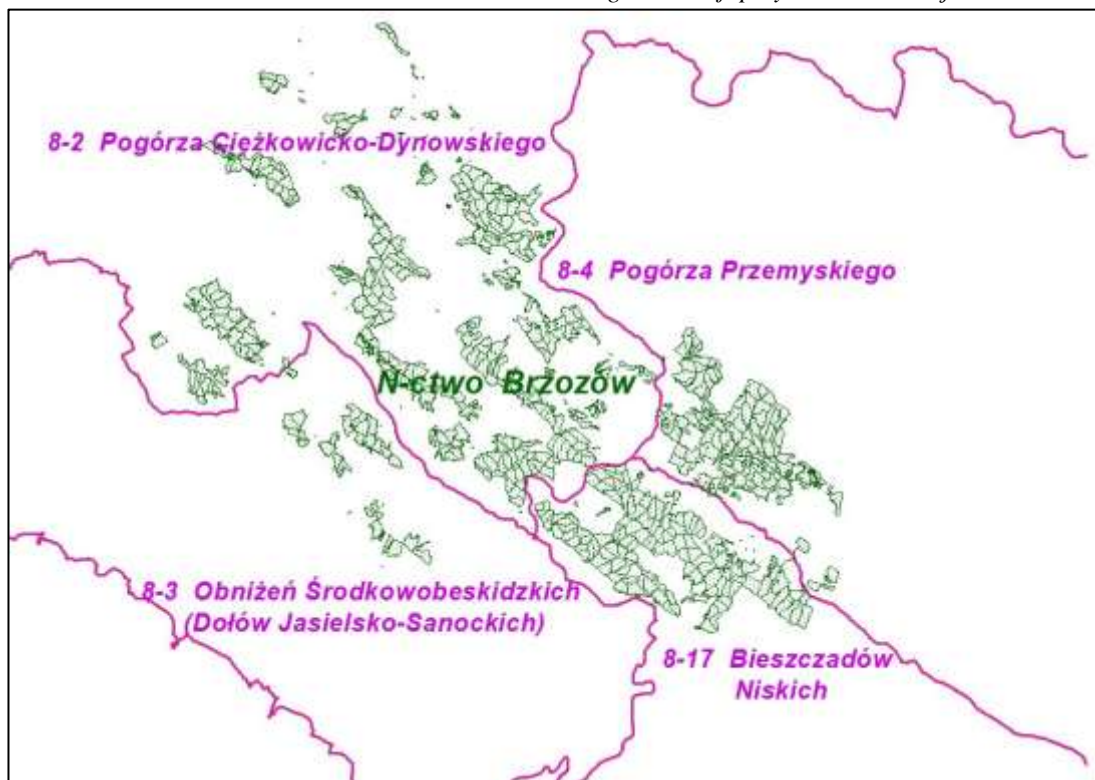 8-2 Pogórza Ciężkowicko-Dynowskiego
8-4 Pogórza Przemyskiego
N-ctwo Brzozów
8-3 Obniżeń Środkowobeskidzkich
(Dołów Jasielsko-Sanockich)
8-17 Bieszczadów
Niskich